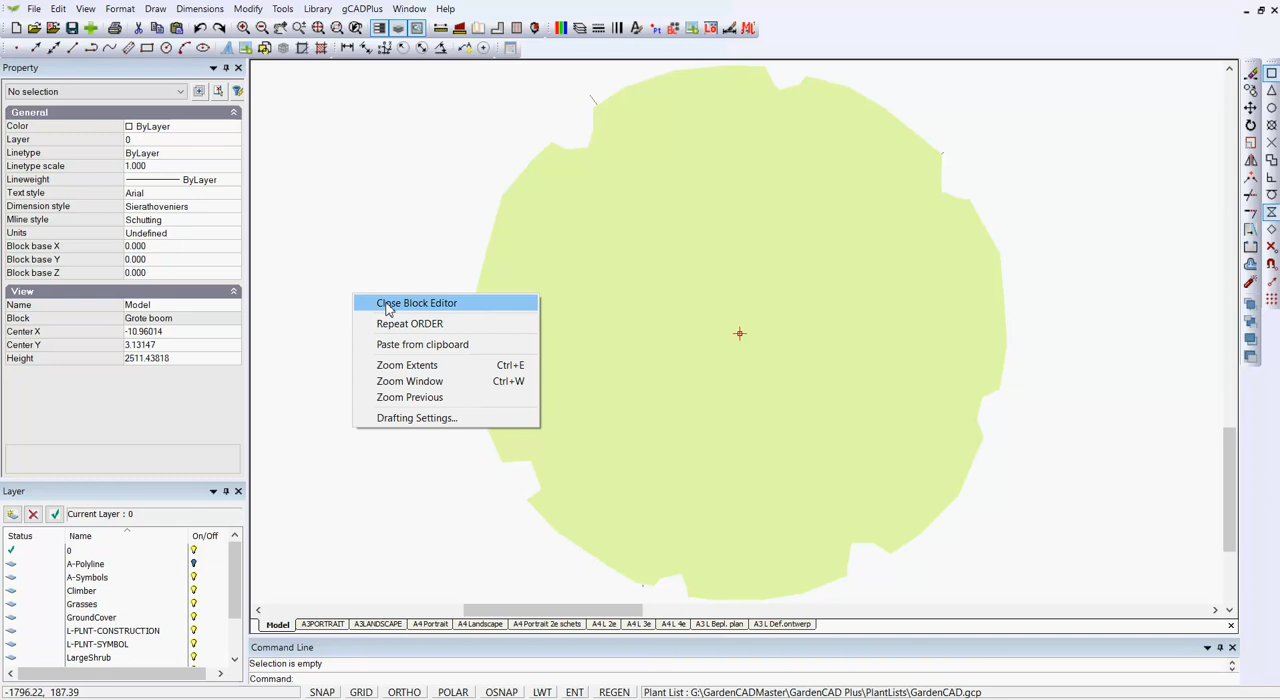 File Edit View Format Block Draw Dimensions Modify Tools Library gCADPlus Window Help
Property
No selection
General
Color ByLayer
Layer 0
Linetype ByLayer
Linetype scale 1.000
Lineweight ByLayer
Text style Arial
Dimension style Sierathoveniers
Mline style Schutting
Units Undefined
Block base X 0.000
Block base Y 0.000
Block base Z 0.000
View
Name Model
Block Grote boom
Center X -10.96014
Center Y 3.13147
Height 2511.43818
Close Block Editor
Repeat ORDER
Paste from clipboard
Zoom Extents Ctrl+E
Zoom Window Ctrl+W
Zoom Previous
Drafting Settings...
Layer
Current Layer : 0
Status Name On/Off
0
A-Polyline
A-Symbols
Climber
Grasses
GroundCover
L-PLNT-CONSTRUCTION
L-PLNT-SYMBOL
LargeShrub
Model A3PORTRAIT A3LANDSCAPE A4 Portrait A4 Landscape A4 Portrait 2e schets A4 L 2e A4 L 3e A4 L 4e A3 L Bepl. plan A3 L Def.ontwerp
Command Line
Selection is empty
Command:
-1796.22, 187.39 SNAP GRID ORTHO POLAR OSNAP LWT ENT REGEN Plant List : G:\GardenCADMaster\GardenCAD Plus\PlantLists\GardenCAD.gcp